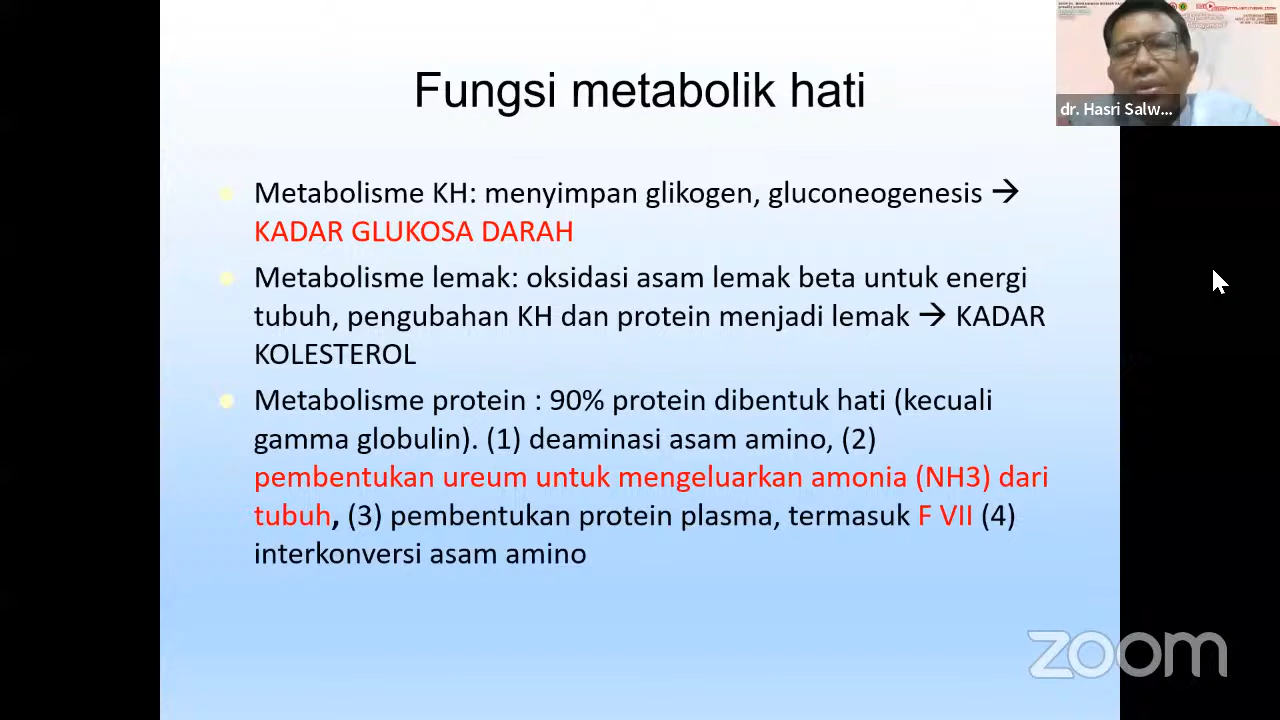 Fungsi metabolik hati
dr. Hasri Salw...
Metabolisme KH: menyimpan glikogen, gluconeogenesis →
KADAR GLUKOSA DARAH
Metabolisme lemak: oksidasi asam lemak beta untuk energi
tubuh, pengubahan KH dan protein menjadi lemak → KADAR
KOLESTEROL
Metabolisme protein : 90% protein dibentuk hati (kecuali
gamma globulin). (1) deaminasi asam amino, (2)
pembentukan ureum untuk mengeluarkan amonia (NH3) dari
tubuh, (3) pembentukan protein plasma, termasuk F VII (4)
interkonversi asam amino
zoom